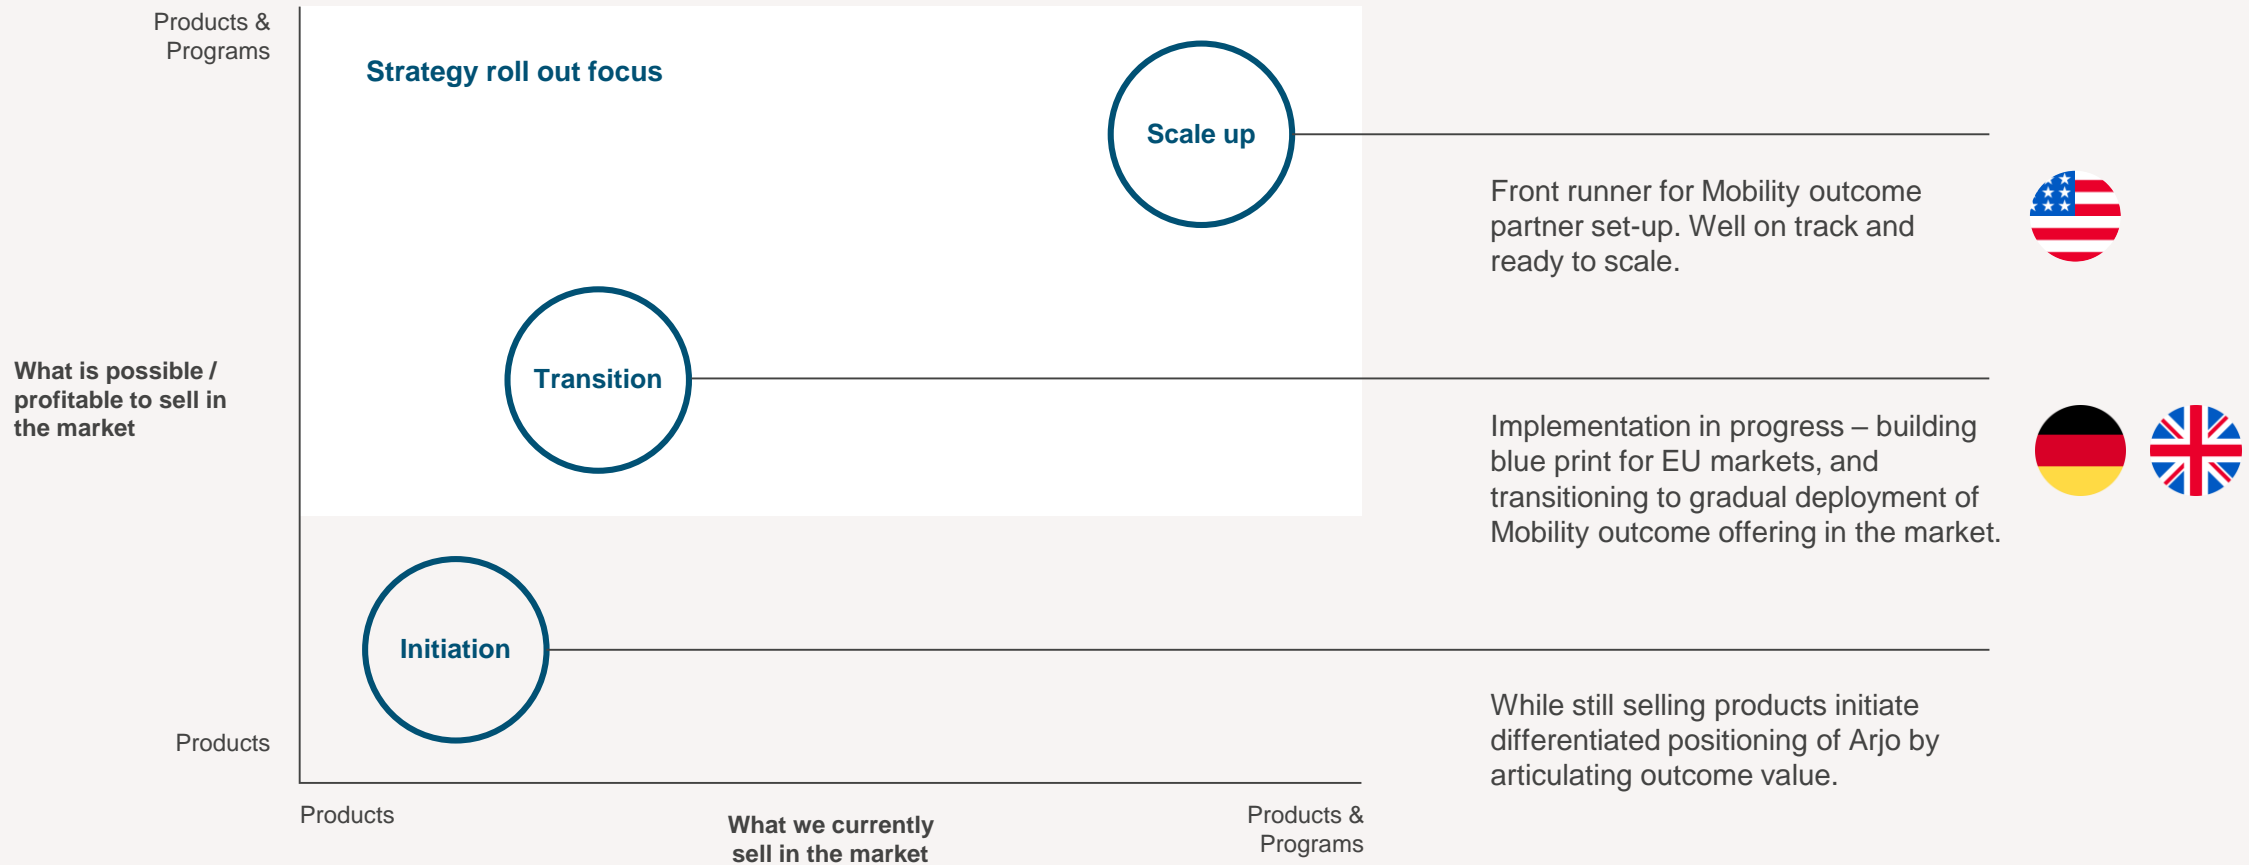 Products &
Programs
Strategy roll out focus
Scale up
Front runner for Mobility outcome
partner set-up. Well on track and
ready to scale.
What is possible /
profitable to sell in
the market
Transition
Implementation in progress – building
blue print for EU markets, and
transitioning to gradual deployment of
Mobility outcome offering in the market.
Initiation
While still selling products initiate
differentiated positioning of Arjo by
articulating outcome value.
Products
Products
What we currently
sell in the market
Products &
Programs